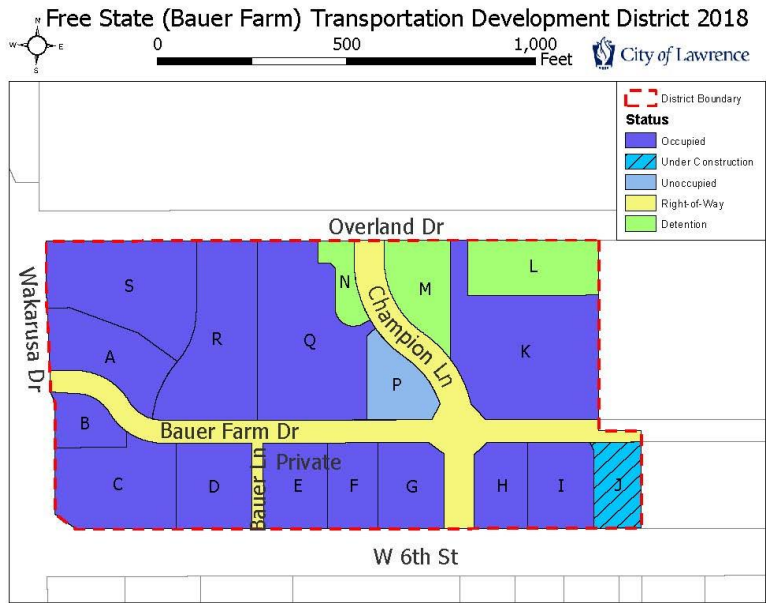 Free State (Bauer Farm) Transportation Development District 2018
N
W E
S
0 500 1,000
Feet
City of Lawrence
District Boundary
Status
Occupied
Under Construction
Unoccupied
Right-of-Way
Detention
Overland Dr
Wakarusa Dr
S
R
Q
N
Champion Ln
M
L
K
A
P
B
Bauer Farm Dr
Bauer Ln
Private
C
D
E
F
G
H
I
J
W 6th St